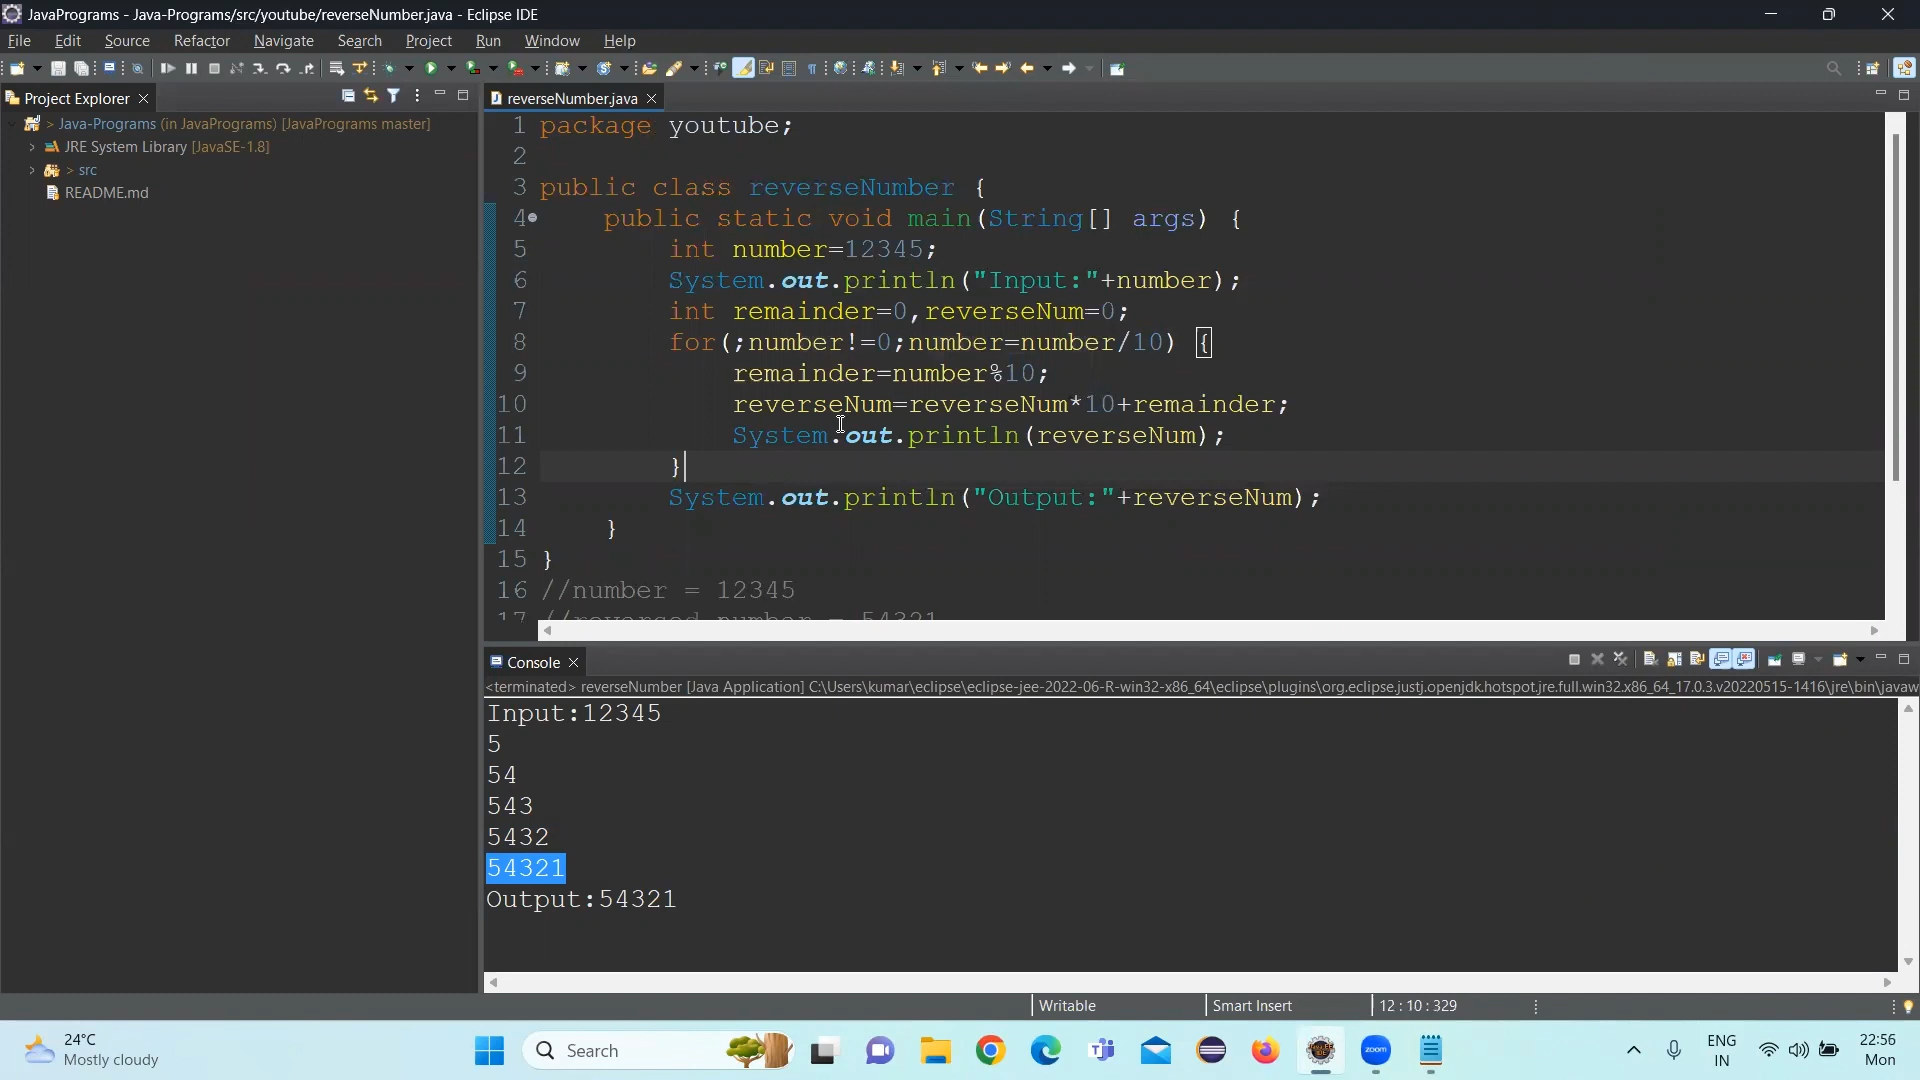 JavaPrograms - Java-Programs/src/youtube/reverseNumber.java - Eclipse IDE
File Edit Source Refactor Navigate Search Project Run Window Help
Project Explorer
reverseNumber.java
> Java-Programs (in JavaPrograms) [JavaPrograms master]
JRE System Library [JavaSE-1.8]
> src
README.md
1 package youtube;
2
3 public class reverseNumber {
4 public static void main(String[] args) {
5 int number=12345;
6 System.out.println("Input:"+number);
7 int remainder=0,reverseNum=0;
8 for(;number!=0;number=number/10) {
9 remainder=number%10;
10 reverseNum=reverseNum*10+remainder;
11 System.out.println(reverseNum);
12 }
13 System.out.println("Output:"+reverseNum);
14 }
15 }
16 //number = 12345
17 //reversed number = 54321
Console
<terminated> reverseNumber [Java Application] C:\Users\kumar\eclipse\eclipse-jee-2022-06-R-win32-x86_64\eclipse\plugins\org.eclipse.justj.openjdk.hotspot.jre.full.win32.x86_64_17.0.3.v20220515-1416\jre\bin\javaw
Input:12345
5
54
543
5432
54321
Output:54321
Writable
Smart Insert
12 : 10 : 329
24°C
Mostly cloudy
Search
zoom
ENG
IN
22:56
Mon